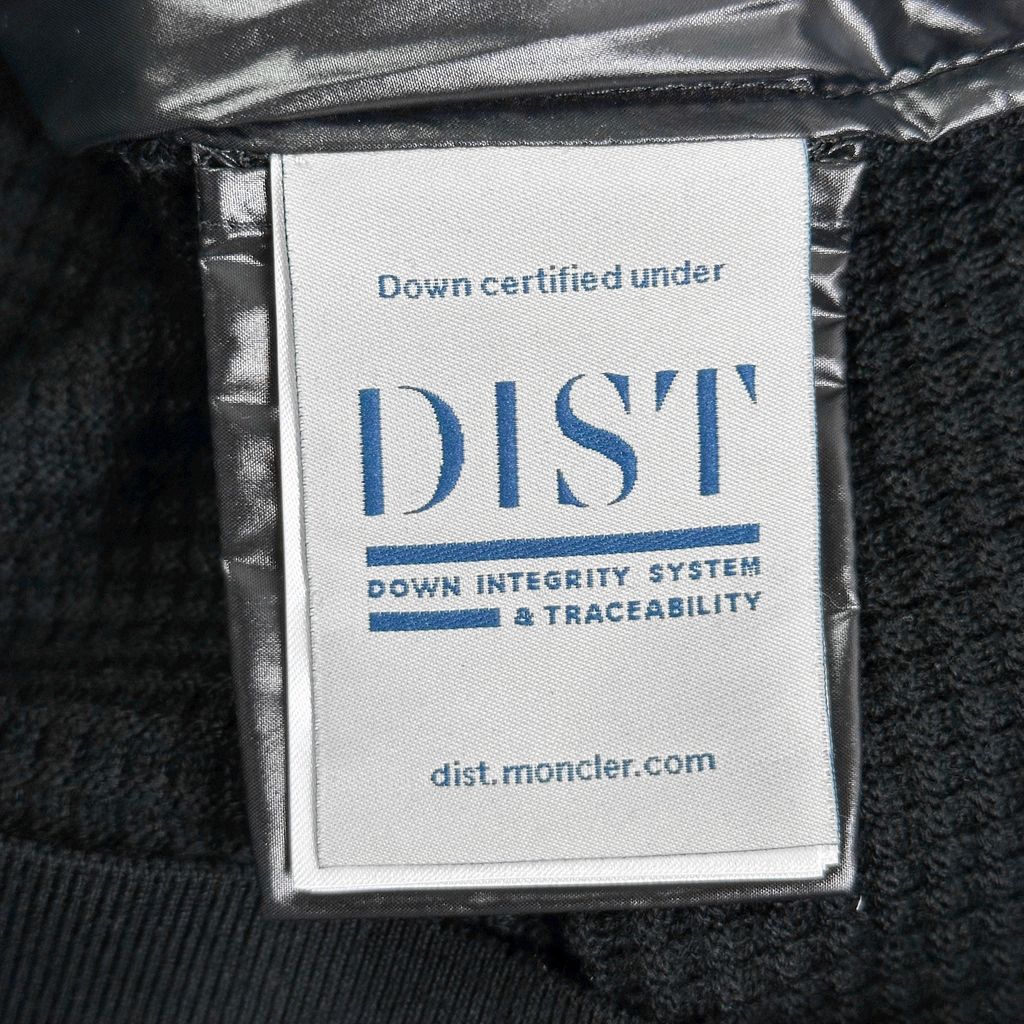 Down certified under
DIST
DOWN INTEGRITY SYSTEM
& TRACEABILITY
dist.moncler.com